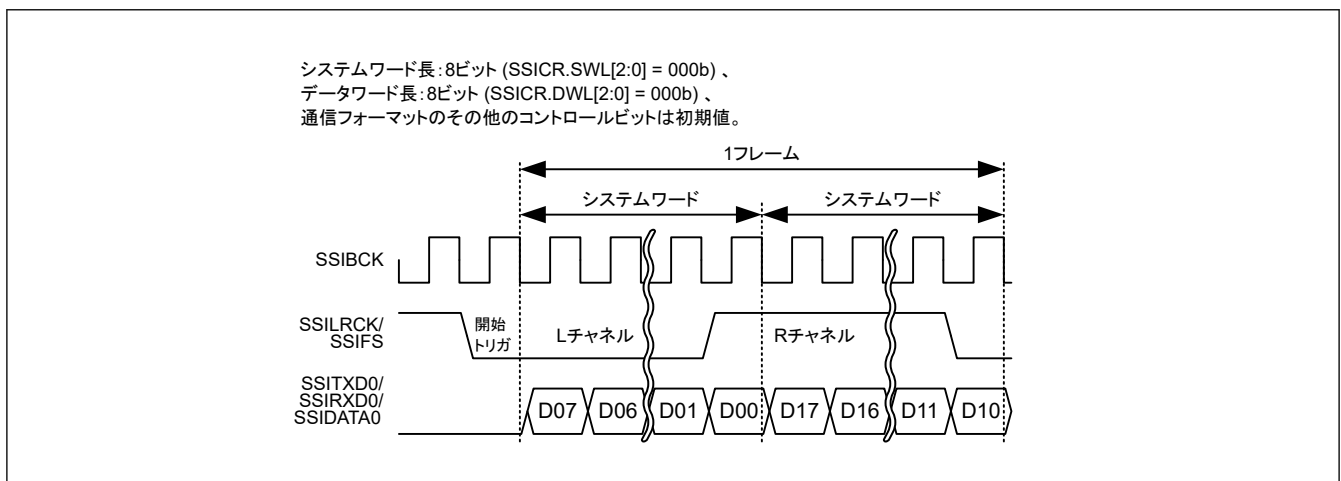 システムワード長:8ビット (SSICR.SWL[2:0] = 000b) 、
データワード長:8ビット (SSICR.DWL[2:0] = 000b) 、
通信フォーマットのその他のコントロールビットは初期値。
1フレーム
システムワード
システムワード
SSIBCK
SSILRCK/
SSIFS
開始
トリガ
Lチャネル
Rチャネル
SSITXD0/
SSIRXD0/
SSIDATA0
D07
D06
D01
D00
D17
D16
D11
D10